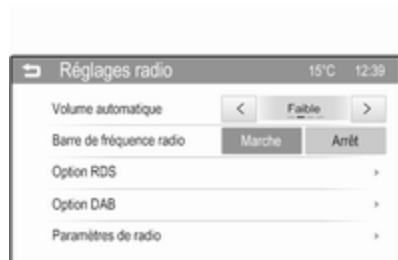 Réglages radio 15°C 12:39
Volume automatique < Faible >
Barre de fréquence radio Marche Arrêt
Option RDS >
Option DAB >
Paramètres de radio >